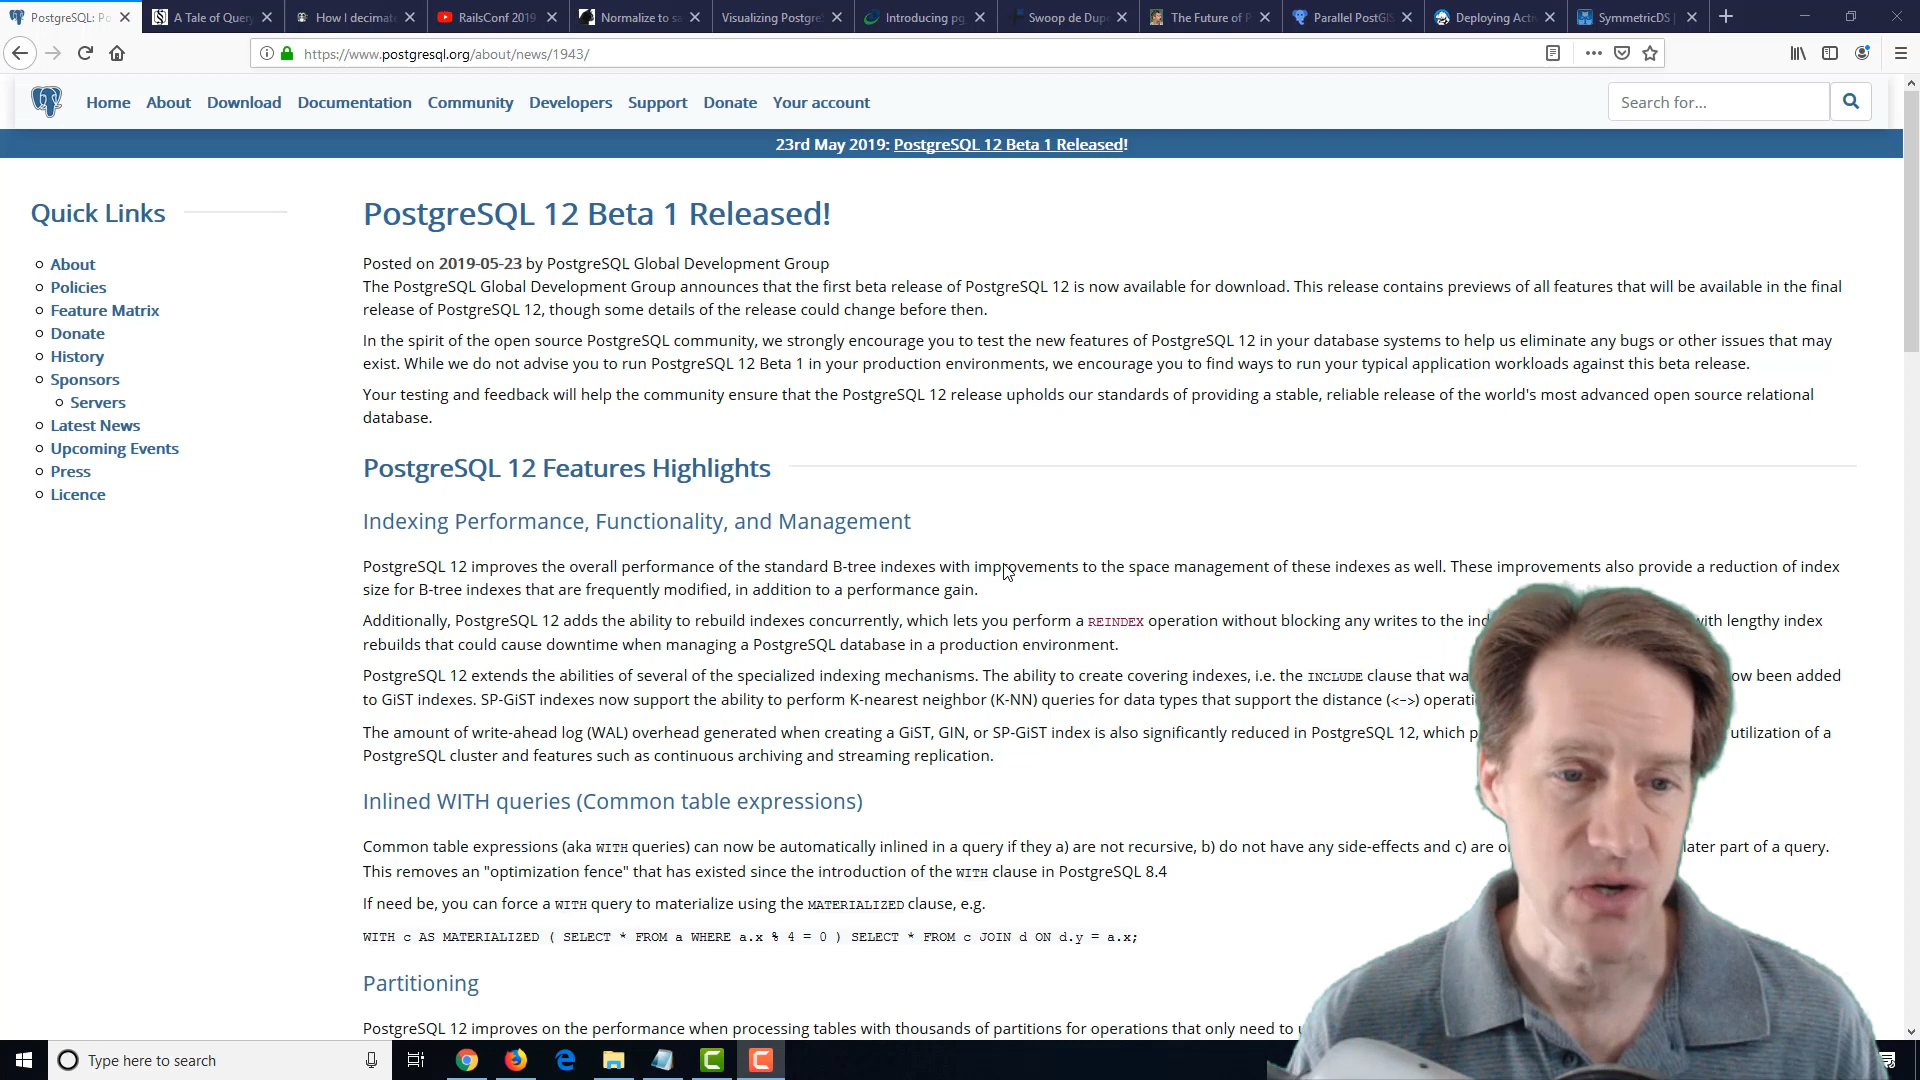 PostgreSQL: Po
A Tale of Query
How I decimate
RailsConf 2019
Normalize to sa
Visualizing Postgre
Introducing pg_
Swoop de Dup
The Future of P
Parallel PostGIS
Deploying Acti
SymmetricDS |
https://www.postgresql.org/about/news/1943/
Home About Download Documentation Community Developers Support Donate Your account
Search for...
23rd May 2019: PostgreSQL 12 Beta 1 Released!
Quick Links
About
Policies
Feature Matrix
Donate
History
Sponsors
Servers
Latest News
Upcoming Events
Press
Licence
PostgreSQL 12 Beta 1 Released!
Posted on 2019-05-23 by PostgreSQL Global Development Group
The PostgreSQL Global Development Group announces that the first beta release of PostgreSQL 12 is now available for download. This release contains previews of all features that will be available in the final
release of PostgreSQL 12, though some details of the release could change before then.
In the spirit of the open source PostgreSQL community, we strongly encourage you to test the new features of PostgreSQL 12 in your database systems to help us eliminate any bugs or other issues that may
exist. While we do not advise you to run PostgreSQL 12 Beta 1 in your production environments, we encourage you to find ways to run your typical application workloads against this beta release.
Your testing and feedback will help the community ensure that the PostgreSQL 12 release upholds our standards of providing a stable, reliable release of the world's most advanced open source relational
database.
PostgreSQL 12 Features Highlights
Indexing Performance, Functionality, and Management
PostgreSQL 12 improves the overall performance of the standard B-tree indexes with improvements to the space management of these indexes as well. These improvements also provide a reduction of index
size for B-tree indexes that are frequently modified, in addition to a performance gain.
Additionally, PostgreSQL 12 adds the ability to rebuild indexes concurrently, which lets you perform a REINDEX operation without blocking any writes to the ind with lengthy index
rebuilds that could cause downtime when managing a PostgreSQL database in a production environment.
PostgreSQL 12 extends the abilities of several of the specialized indexing mechanisms. The ability to create covering indexes, i.e. the INCLUDE clause that wa ow been added
to GiST indexes. SP-GiST indexes now support the ability to perform K-nearest neighbor (K-NN) queries for data types that support the distance (<->) operati
The amount of write-ahead log (WAL) overhead generated when creating a GiST, GIN, or SP-GiST index is also significantly reduced in PostgreSQL 12, which p utilization of a
PostgreSQL cluster and features such as continuous archiving and streaming replication.
Inlined WITH queries (Common table expressions)
Common table expressions (aka WITH queries) can now be automatically inlined in a query if they a) are not recursive, b) do not have any side-effects and c) are o later part of a query.
This removes an "optimization fence" that has existed since the introduction of the WITH clause in PostgreSQL 8.4
If need be, you can force a WITH query to materialize using the MATERIALIZED clause, e.g.
WITH c AS MATERIALIZED ( SELECT * FROM a WHERE a.x % 4 = 0 ) SELECT * FROM c JOIN d ON d.y = a.x;
Partitioning
PostgreSQL 12 improves on the performance when processing tables with thousands of partitions for operations that only need to
Type here to search